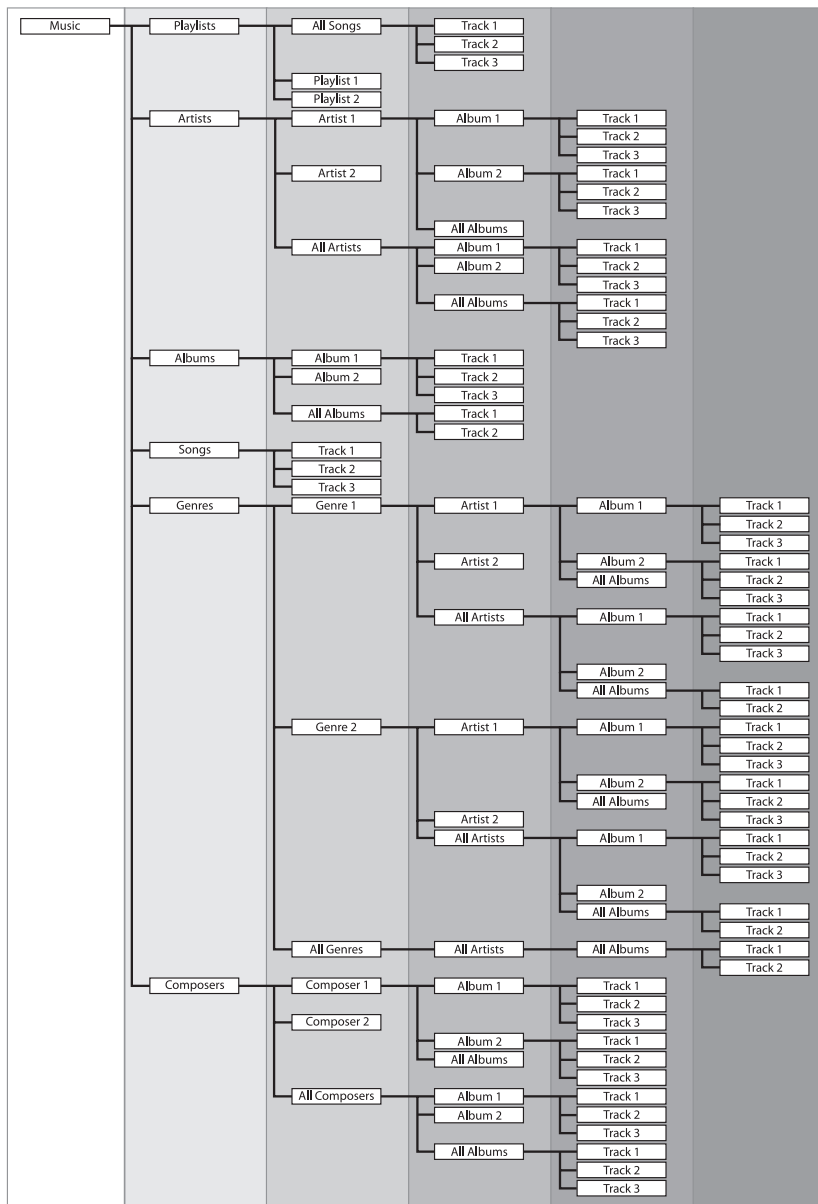 Music Playlists All Songs Track 1
Track 2
Track 3
Playlist 1
Playlist 2
Artists Artist 1 Album 1 Track 1
Track 2
Track 3
Artist 2 Album 2 Track 1
Track 2
Track 3
All Albums
All Artists Album 1 Track 1
Album 2 Track 2
Track 3
All Albums Track 1
Track 2
Track 3
Albums Album 1 Track 1
Album 2 Track 2
Track 3
All Albums Track 1
Track 2
Songs Track 1
Track 2
Track 3
Genres Genre 1 Artist 1 Album 1 Track 1
Track 2
Track 3
Artist 2 Album 2 Track 1
All Albums Track 2
Track 3
All Artists Album 1 Track 1
Track 2
Track 3
Album 2
All Albums Track 1
Track 2
Genre 2 Artist 1 Album 1 Track 1
Track 2
Track 3
Album 2 Track 1
All Albums Track 2
Artist 2 Track 3
All Artists Album 1 Track 1
Track 2
Track 3
Album 2
All Albums Track 1
Track 2
All Genres All Artists All Albums Track 1
Track 2
Composers Composer 1 Album 1 Track 1
Track 2
Composer 2 Track 3
Album 2 Track 1
All Albums Track 2
Track 3
All Composers Album 1 Track 1
Album 2 Track 2
Track 3
All Albums Track 1
Track 2
Track 3